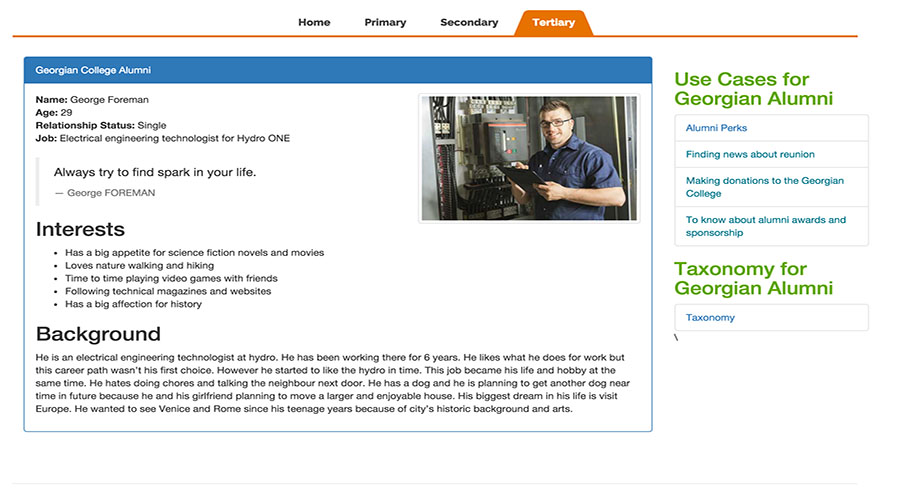 Home Primary Secondary Tertiary
Georgian College Alumni
Name: George Foreman
Age: 29
Relationship Status: Single
Job: Electrical engineering technologist for Hydro ONE
Always try to find spark in your life.
— George FOREMAN
Interests
• Has a big appetite for science fiction novels and movies
• Loves nature walking and hiking
• Time to time playing video games with friends
• Following technical magazines and websites
• Has a big affection for history
Background
He is an electrical engineering technologist at hydro. He has been working there for 6 years. He likes what he does for work but
this career path wasn't his first choice. However he started to like the hydro in time. This job became his life and hobby at the
same time. He hates doing chores and talking the neighbour next door. He has a dog and he is planning to get another dog near
time in future because he and his girlfriend planning to move a larger and enjoyable house. His biggest dream in his life is visit
Europe. He wanted to see Venice and Rome since his teenage years because of city's historic background and arts.
Use Cases for
Georgian Alumni
Alumni Perks
Finding news about reunion
Making donations to the Georgian
College
To know about alumni awards and
sponsorship
Taxonomy for
Georgian Alumni
Taxonomy
\